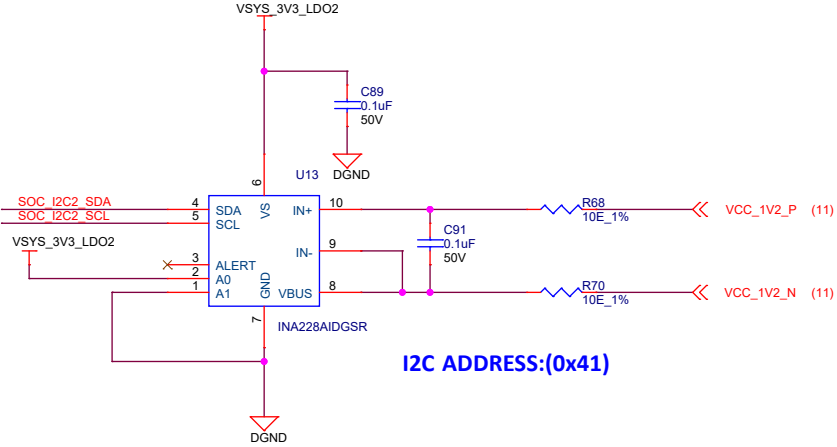 VSYS_3V3_LDO2
C89
0.1uF
50V
DGND
U13
6
SOC_I2C2_SDA
4
SDA
VS
IN+
10
R68
10E_1%
VCC_1V2_P (11)
SOC_I2C2_SCL
5
SCL
C91
0.1uF
50V
VSYS_3V3_LDO2
IN-
9
3
ALERT
2
A0
1
A1
GND
VBUS
8
R70
10E_1%
VCC_1V2_N (11)
7
INA228AIDGSR
I2C ADDRESS:(0x41)
DGND